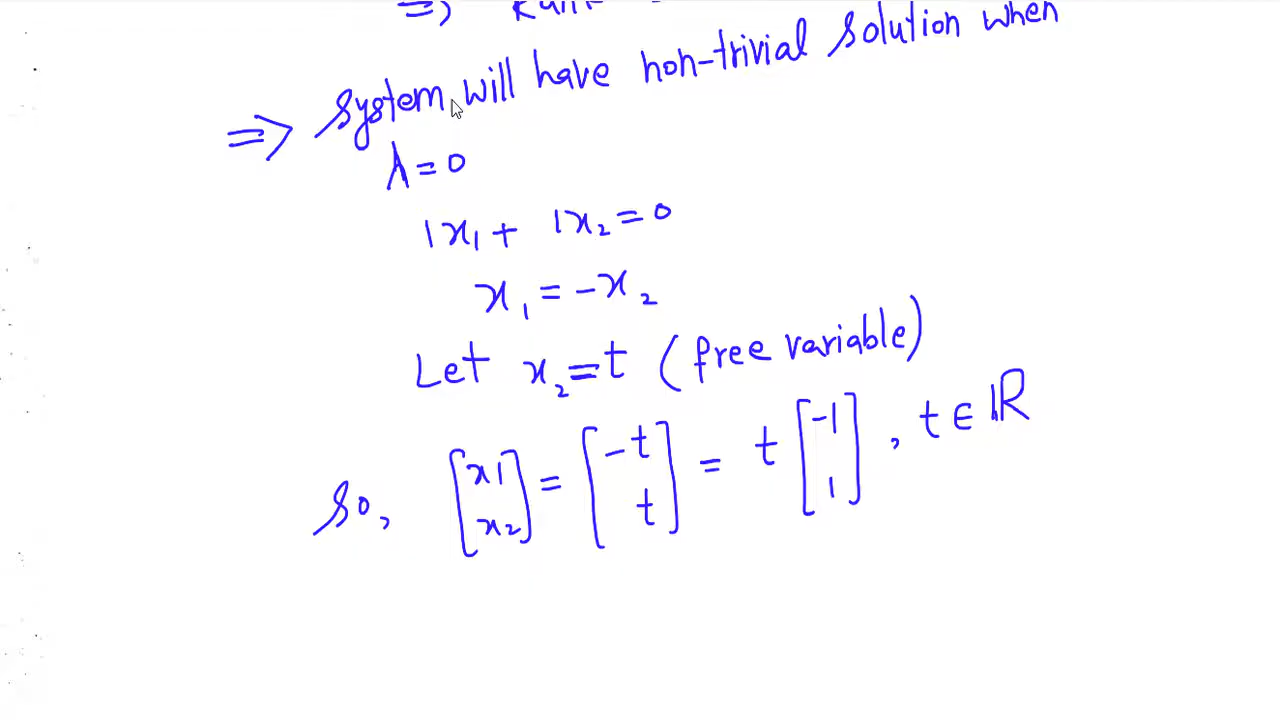 =>
=> System will have non-trivial solution when
λ = 0
1x₁ + 1x₂ = 0
x₁ = -x₂
Let x₂ = t (free variable)
So, [x1 x2] = [-t t] = t [-1 1], t ∈ ℝ